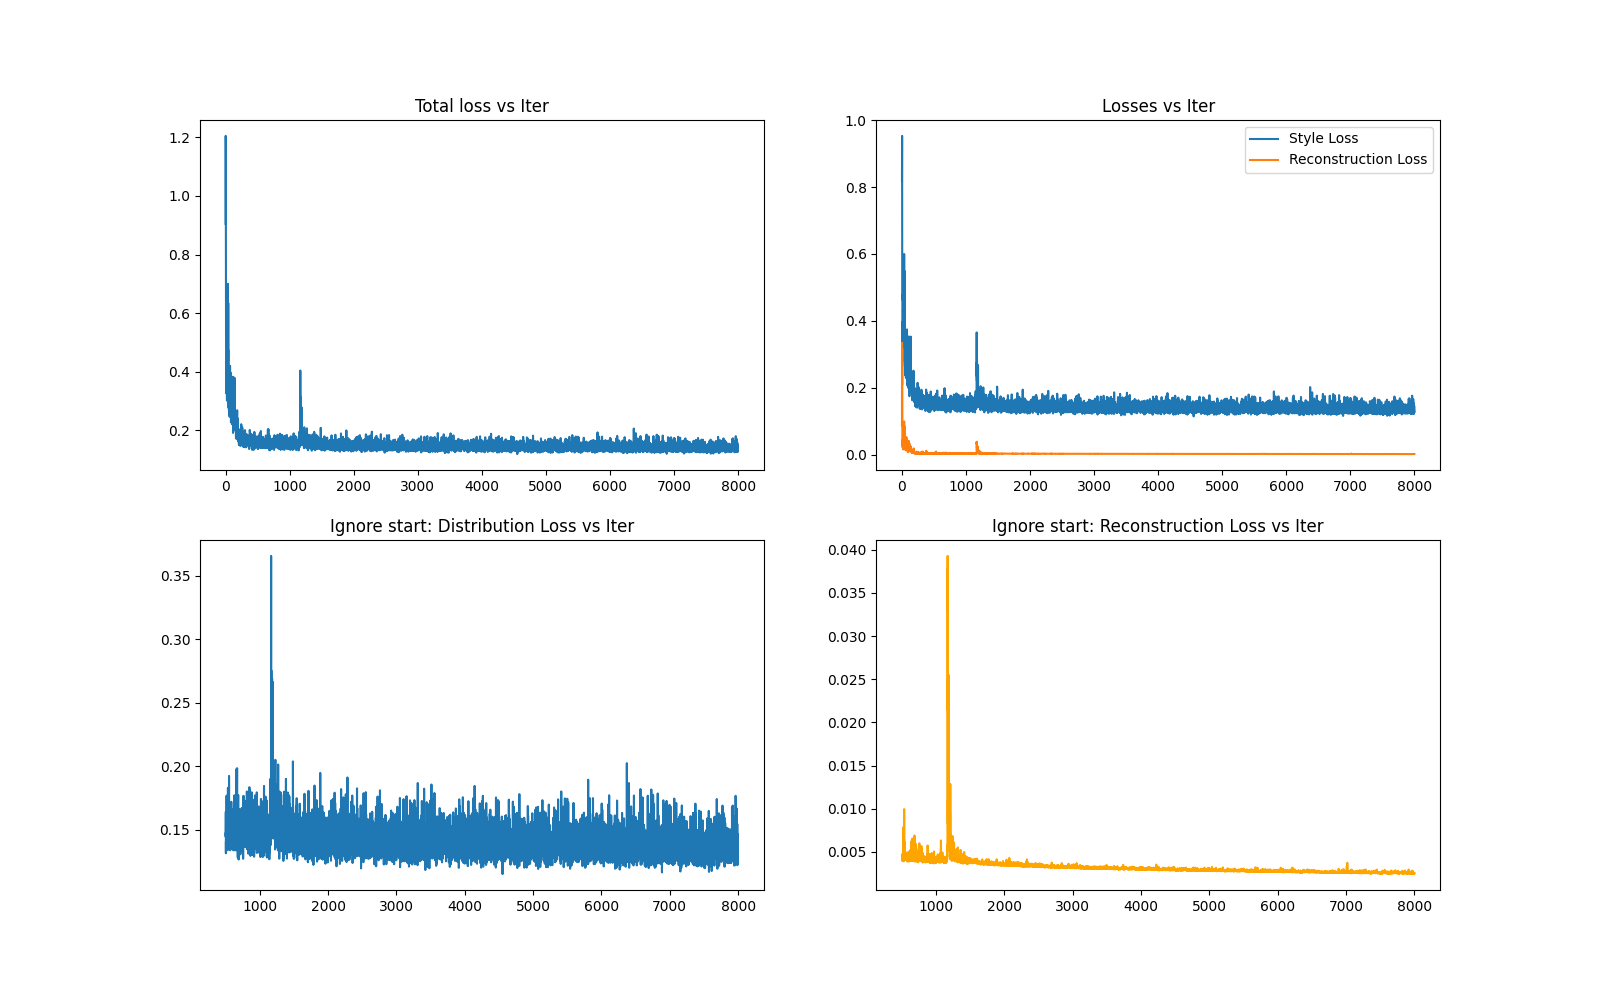 Total loss vs Iter
1.2
1.0
0.8
0.6
0.4
0.2
0 1000 2000 3000 4000 5000 6000 7000 8000
Losses vs Iter
1.0
0.8
0.6
0.4
0.2
0.0
Style Loss
Reconstruction Loss
0 1000 2000 3000 4000 5000 6000 7000 8000
Ignore start: Distribution Loss vs Iter
0.35
0.30
0.25
0.20
0.15
1000 2000 3000 4000 5000 6000 7000 8000
Ignore start: Reconstruction Loss vs Iter
0.040
0.035
0.030
0.025
0.020
0.015
0.010
0.005
1000 2000 3000 4000 5000 6000 7000 8000